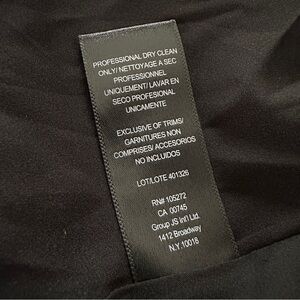 PROFESSIONAL DRY CLEAN
ONLY/ NETTOYAGE A SEC
PROFESSIONNEL
UNIQUEMENT/ LAVAR EN
SECO PROFESIONAL
UNICAMENTE
EXCLUSIVE OF TRIMS/
GARNITURES NON
COMPRISES/ ACCESORIOS
NO INCLUIDOS
LOT/LOTE 401326
RN# 105272
CA 00745
Group JS Int'l Ltd.
1412 Broadway
N.Y. 10018